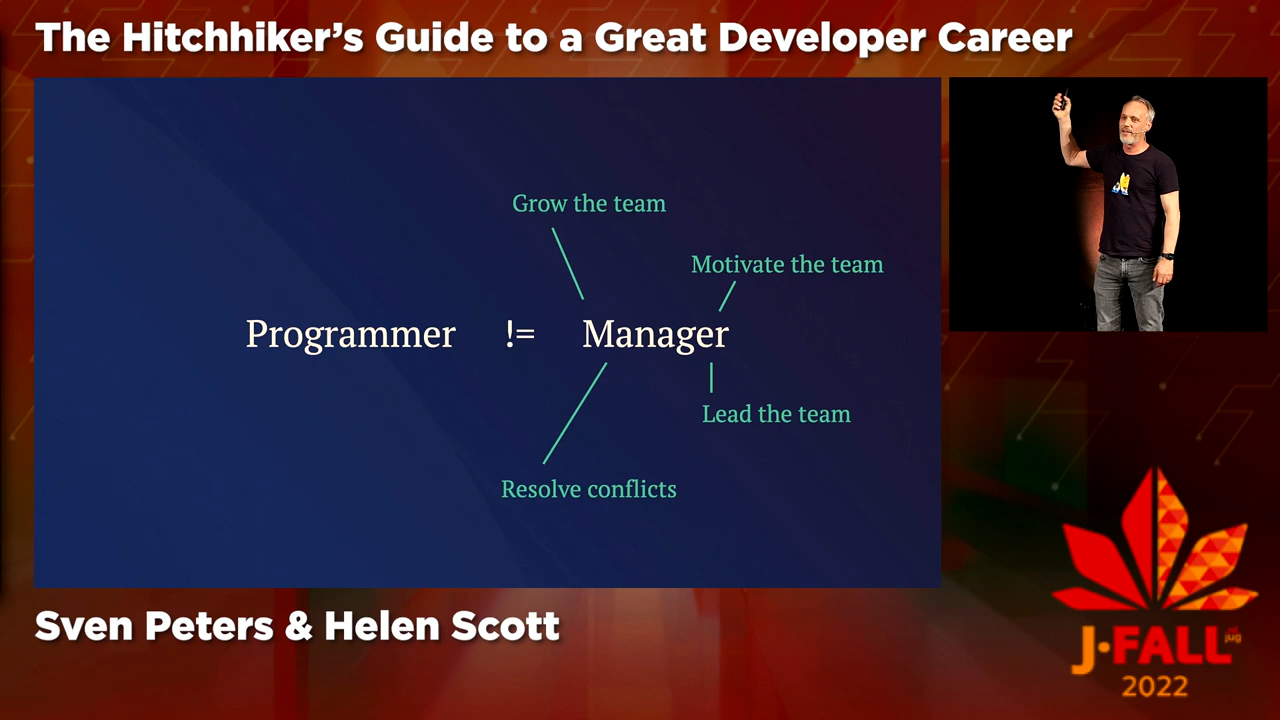 The Hitchhiker's Guide to a Great Developer Career
Grow the team
Motivate the team
Programmer != Manager
Lead the team
Resolve conflicts
Sven Peters & Helen Scott
J•FALL
jug
2022